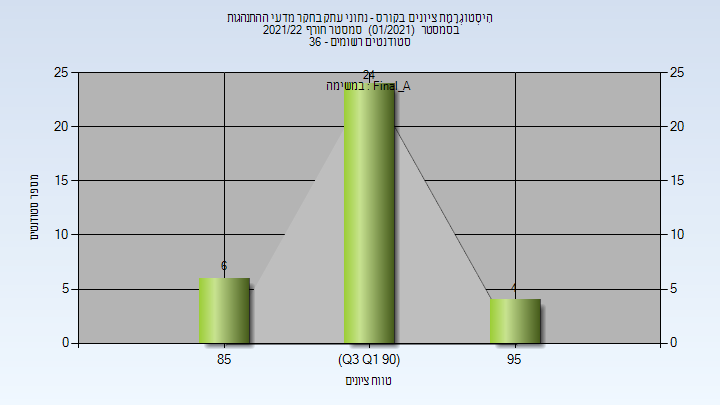 היסטוגרמת ציונים בקורס - נתוני עתק בחקר מדעי ההתנהגות
בסמסטר (01/2021) סמסטר חורף 2021/22
סטודנטים רשומים - 36
במשימה : Final_A
מספר סטודנטים
25
20
15
10
5
0
25
20
15
10
5
0
6
24
4
85
(Q3 Q1 90)
95
טווח ציונים